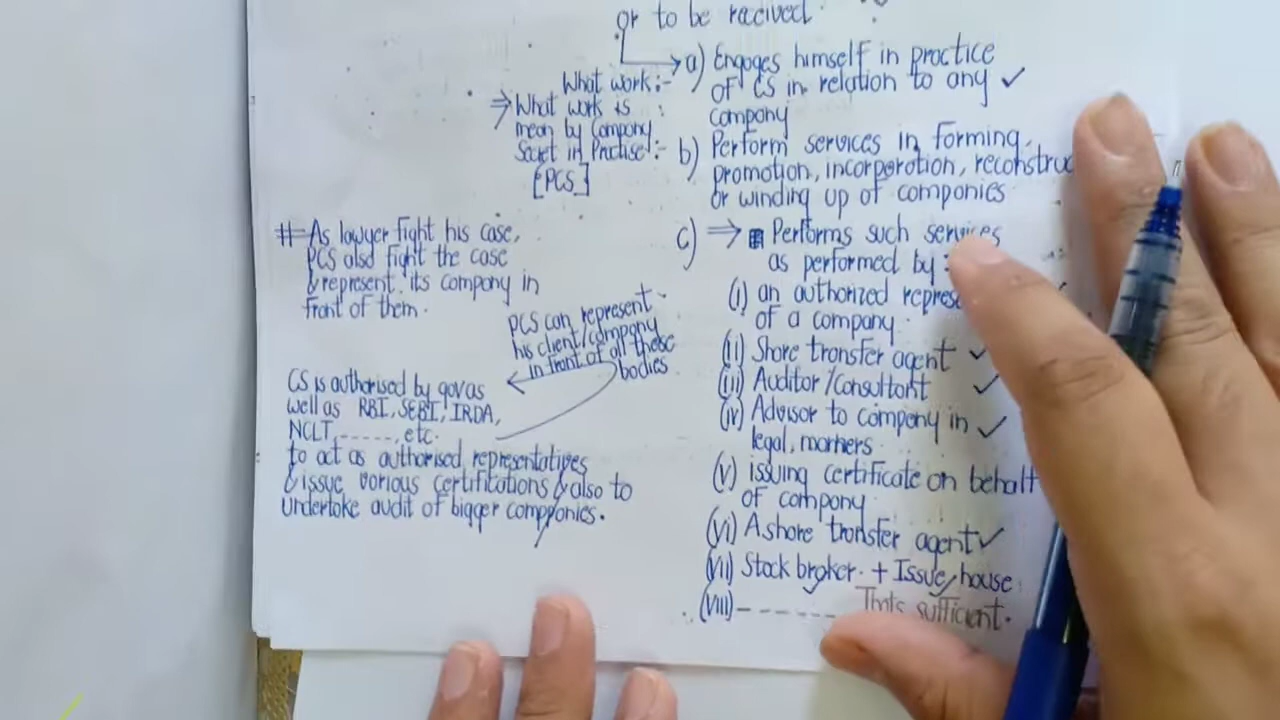 or to be recived.
a) Engages himself in practice
of CS in relation to any ✓
company
What work:-
⇒ What work is :
mean by Company
Secret in Practise:-
[PCS]
b) Perform services in forming,
promotion, incorporation, reconstruc
or winding up of companies
# As lawyer fight his case,
PCS also fight the case
& represent its company in
front of them.
PCS can represent
his client/company
in front of all these
bodies
CS is authorised by gov as
well as RBI, SEBI, IRDA,
NCLT, -----, etc.
to act as authorised representatives
& issue various certifitations & also to
undertake audit of bigger companies.
c) ⇒ Performs such services
as performed by :
(i) an authorized represe
of a company.
(ii) Share transfer agent ✓
(iii) Auditor/Consultant ✓
(iv) Advisor to company in ✓
legal, matters
(v) issuing certificate on behalf
of company
(vi) A share transfer agent ✓
(vii) Stock broker. + Issue house
(viii) - - - - - - - Thats sufficient.